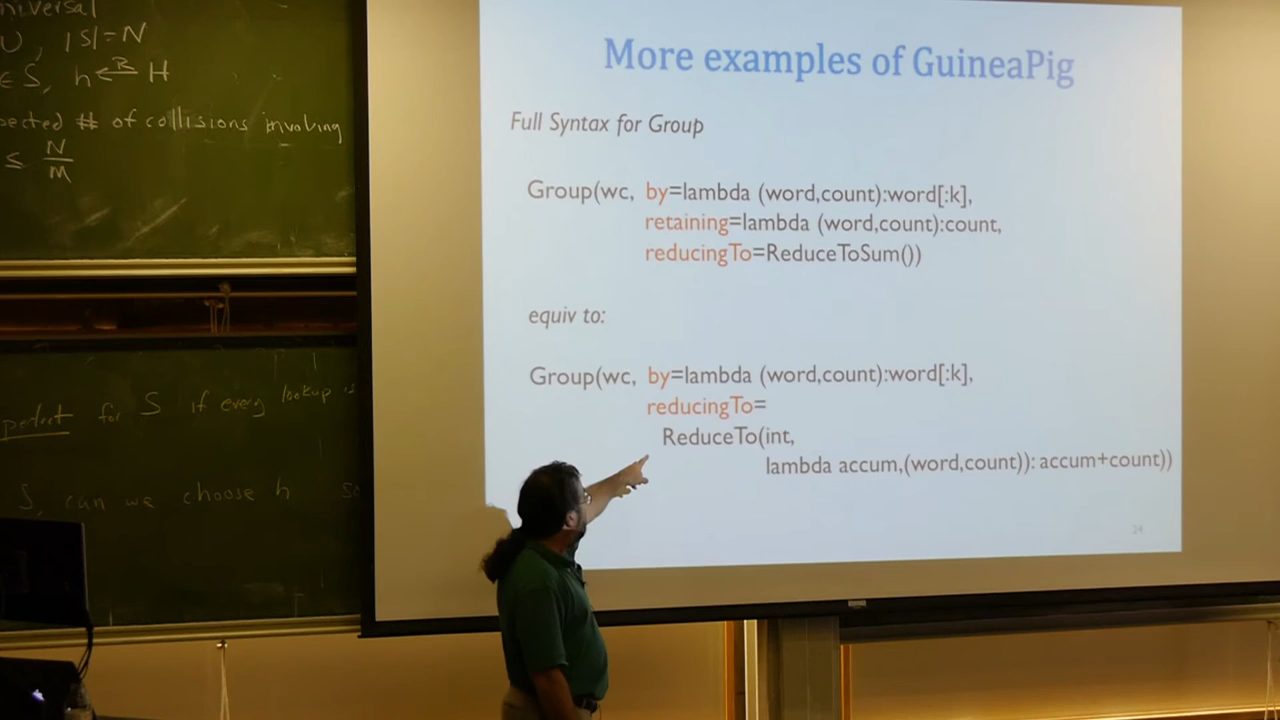 universal
U, |S|=N
∈ S, h ←R H
# of collisions involving
≤ N/M
perfect for S if every lookup is
S, can we choose h so
More examples of GuineaPig
Full Syntax for Group
Group(wc, by=lambda (word,count):word[:k],
retaining=lambda (word,count):count,
reducingTo=ReduceToSum())
equiv to:
Group(wc, by=lambda (word,count):word[:k],
reducingTo=
ReduceTo(int,
lambda accum,(word,count)): accum+count))
24